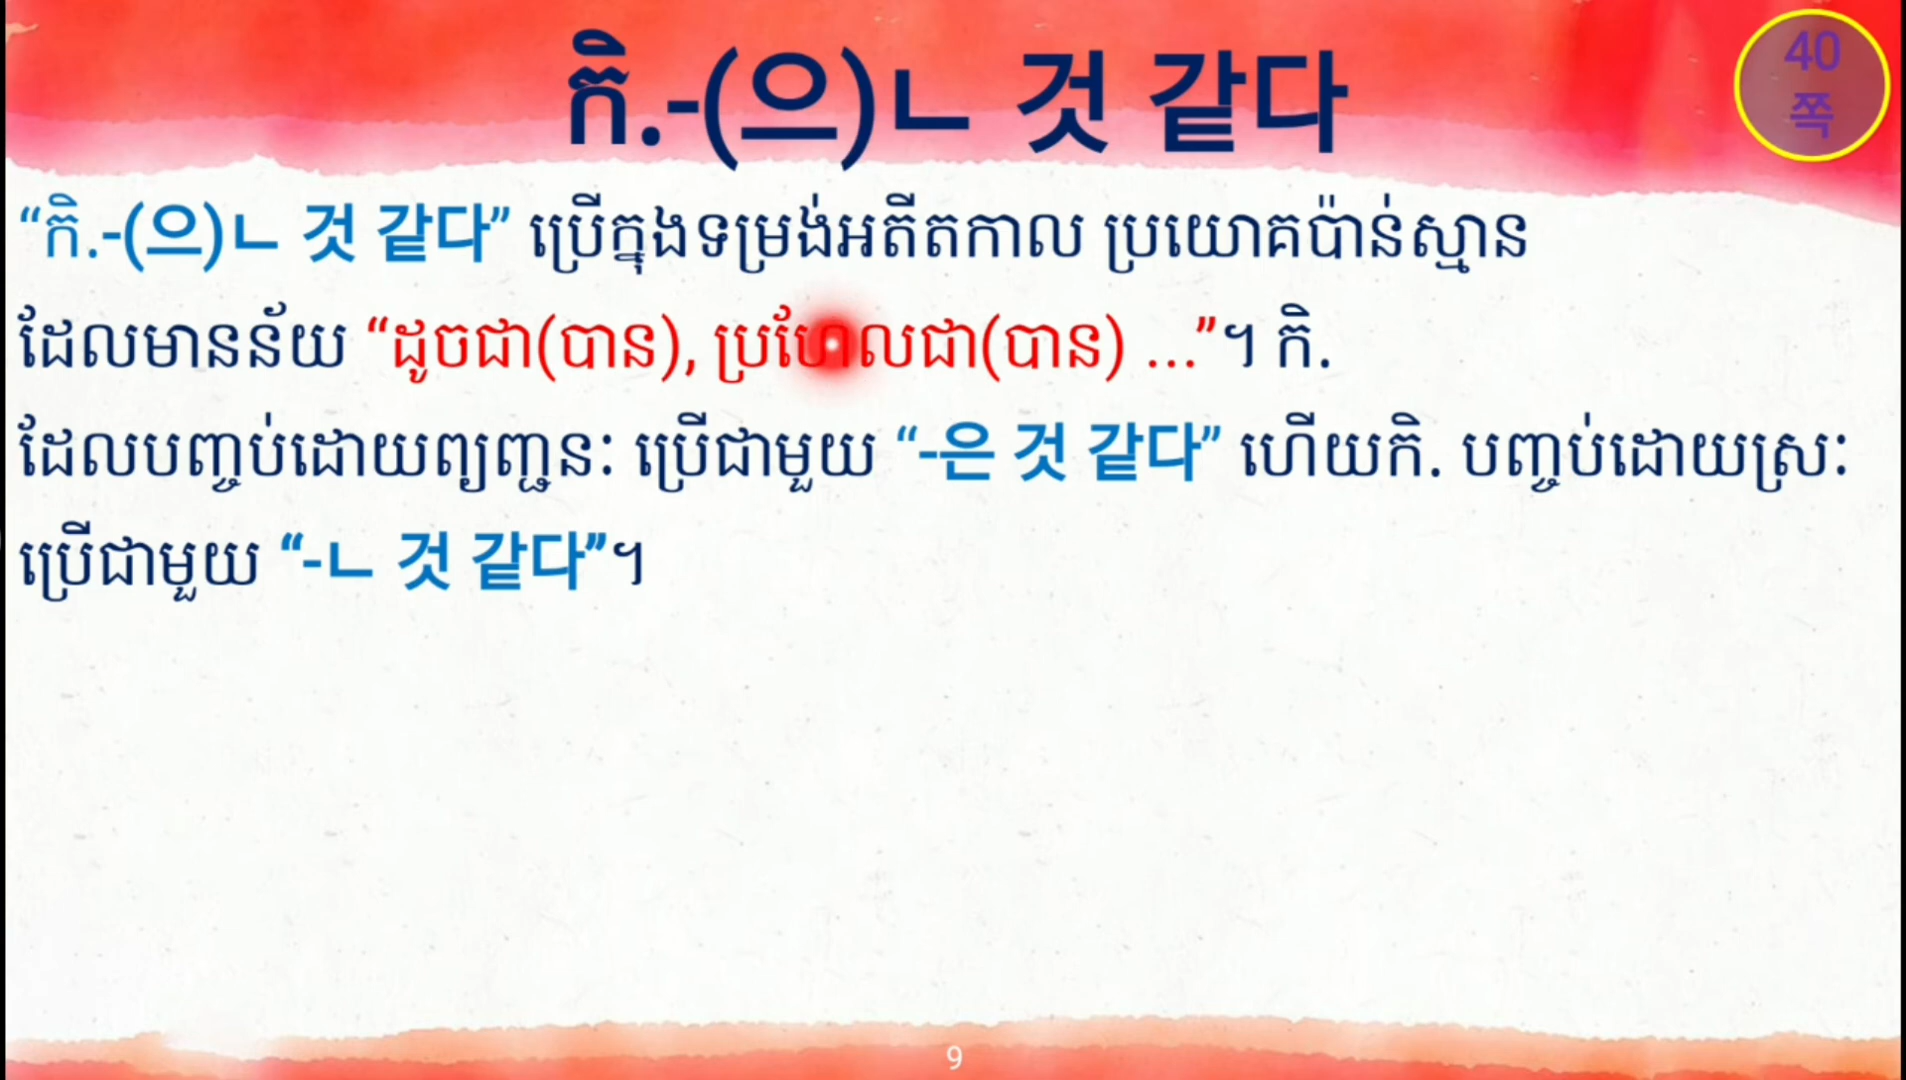 កិ.-(으)ㄴ 것 같다
40
쪽
“កិ.-(으)ㄴ 것 같다” ប្រើក្នុងទម្រង់អតីតកាល ប្រយោគប៉ាន់ស្មាន
ដែលមានន័យ “ដូចជា(បាន), ប្រហែលជា(បាន) ...”។ កិ.
ដែលបញ្ចប់ដោយព្យញ្ជនៈ ប្រើជាមួយ “-은 것 같다” ហើយកិ. បញ្ចប់ដោយស្រៈ
ប្រើជាមួយ “-ㄴ 것 같다”។
9